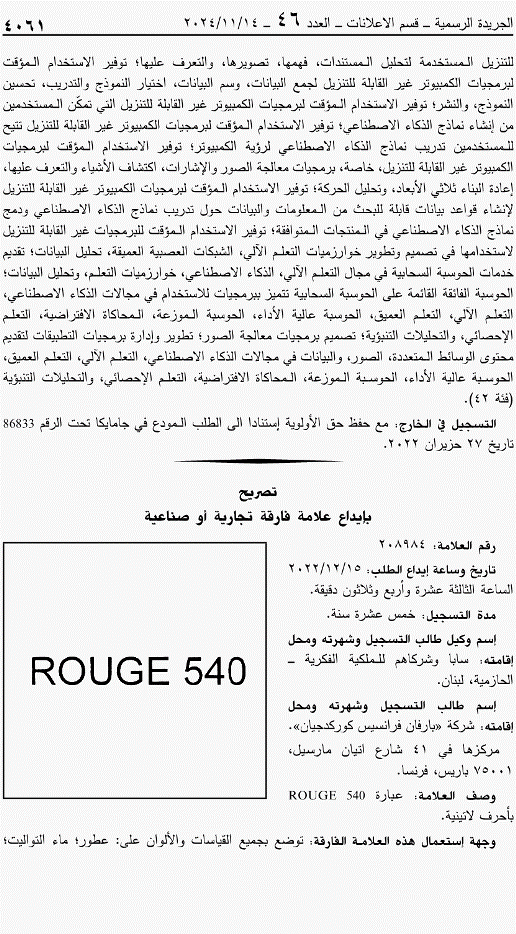 الجريدة الرسمية ــ قسم الاعلانات ــ العدد ٤٦ ــ ٢٠٢٤/١١/١٤
٤٠٦١
للتنزيل المستخدمة لتحليل المستندات، فهمها، تصويرها، والتعرف عليها؛ توفير الاستخدام المؤقت
لبرمجيات الكمبيوتر غير القابلة للتنزيل لجمع البيانات، وسم البيانات، اختيار النموذج والتدريب، تحسين
النموذج، والنشر؛ توفير الاستخدام المؤقت لبرمجيات الكمبيوتر غير القابلة للتنزيل التي تمكّن المستخدمين
من إنشاء نماذج الذكاء الاصطناعي؛ توفير الاستخدام المؤقت لبرمجيات الكمبيوتر غير القابلة للتنزيل تتيح
للمستخدمين تدريب نماذج الذكاء الاصطناعي لرؤية الكمبيوتر؛ توفير الاستخدام المؤقت لبرمجيات
الكمبيوتر غير القابلة للتنزيل، خاصة، برمجيات معالجة الصور والإشارات، اكتشاف الأشياء والتعرف عليها،
إعادة البناء ثلاثي الأبعاد، وتحليل الحركة؛ توفير الاستخدام المؤقت لبرمجيات الكمبيوتر غير القابلة للتنزيل
لإنشاء قواعد بيانات قابلة للبحث من المعلومات والبيانات حول تدريب نماذج الذكاء الاصطناعي ودمج
نماذج الذكاء الاصطناعي في المنتجات المتوافقة؛ توفير الاستخدام المؤقت للبرمجيات غير القابلة للتنزيل
لاستخدامها في تصميم وتطوير خوارزميات التعلم الآلي، الشبكات العصبية العميقة، تحليل البيانات؛ تقديم
خدمات الحوسبة السحابية في مجال التعلم الآلي، الذكاء الاصطناعي، خوارزميات التعلم، وتحليل البيانات؛
الحوسبة الفائقة القائمة على الحوسبة السحابية تتميز ببرمجيات للاستخدام في مجالات الذكاء الاصطناعي،
التعلم الآلي، التعلم العميق، الحوسبة عالية الأداء، الحوسبة الموزعة، المحاكاة الافتراضية، التعلم
الإحصائي، والتحليلات التنبؤية؛ تصميم برمجيات معالجة الصور؛ تطوير وإدارة برمجيات التطبيقات لتقديم
محتوى الوسائط المتعددة، الصور، والبيانات في مجالات الذكاء الاصطناعي، التعلم الآلي، التعلم العميق،
الحوسبة عالية الأداء، الحوسبة الموزعة، المحاكاة الافتراضية، التعلم الإحصائي، والتحليلات التنبؤية
(فئة ٤٢).
التسجيل في الخارج: مع حفظ حق الأولوية إستنادا الى الطلب المودع في جامايكا تحت الرقم 86833
تاريخ ٢٧ حزيران ٢٠٢٢.
تصريح
بإيداع علامة فارقة تجارية أو صناعية
رقم العلامة: ٢٠٨٩٨٤
تاريخ وساعة إيداع الطلب: ٢٠٢٢/١٢/١٥
الساعة الثالثة عشرة وأربع وثلاثون دقيقة.
مدة التسجيل: خمس عشرة سنة.
إسم وكيل طالب التسجيل وشهرته ومحل
إقامته: سابا وشركاهم للملكية الفكرية ــ
الحازمية، لبنان.
إسم طالب التسجيل وشهرته ومحل
إقامته: شركة «بارفان فرانسيس كوركدجيان».
مركزها في ٤١ شارع اتيان مارسيل،
٧٥٠٠١ باريس، فرنسا.
وصف العلامة: عبارة ROUGE 540
بأحرف لاتينية.
ROUGE 540
وجهة إستعمال هذه العلامة الفارقة: توضع بجميع القياسات والألوان على: عطور؛ ماء التواليت؛